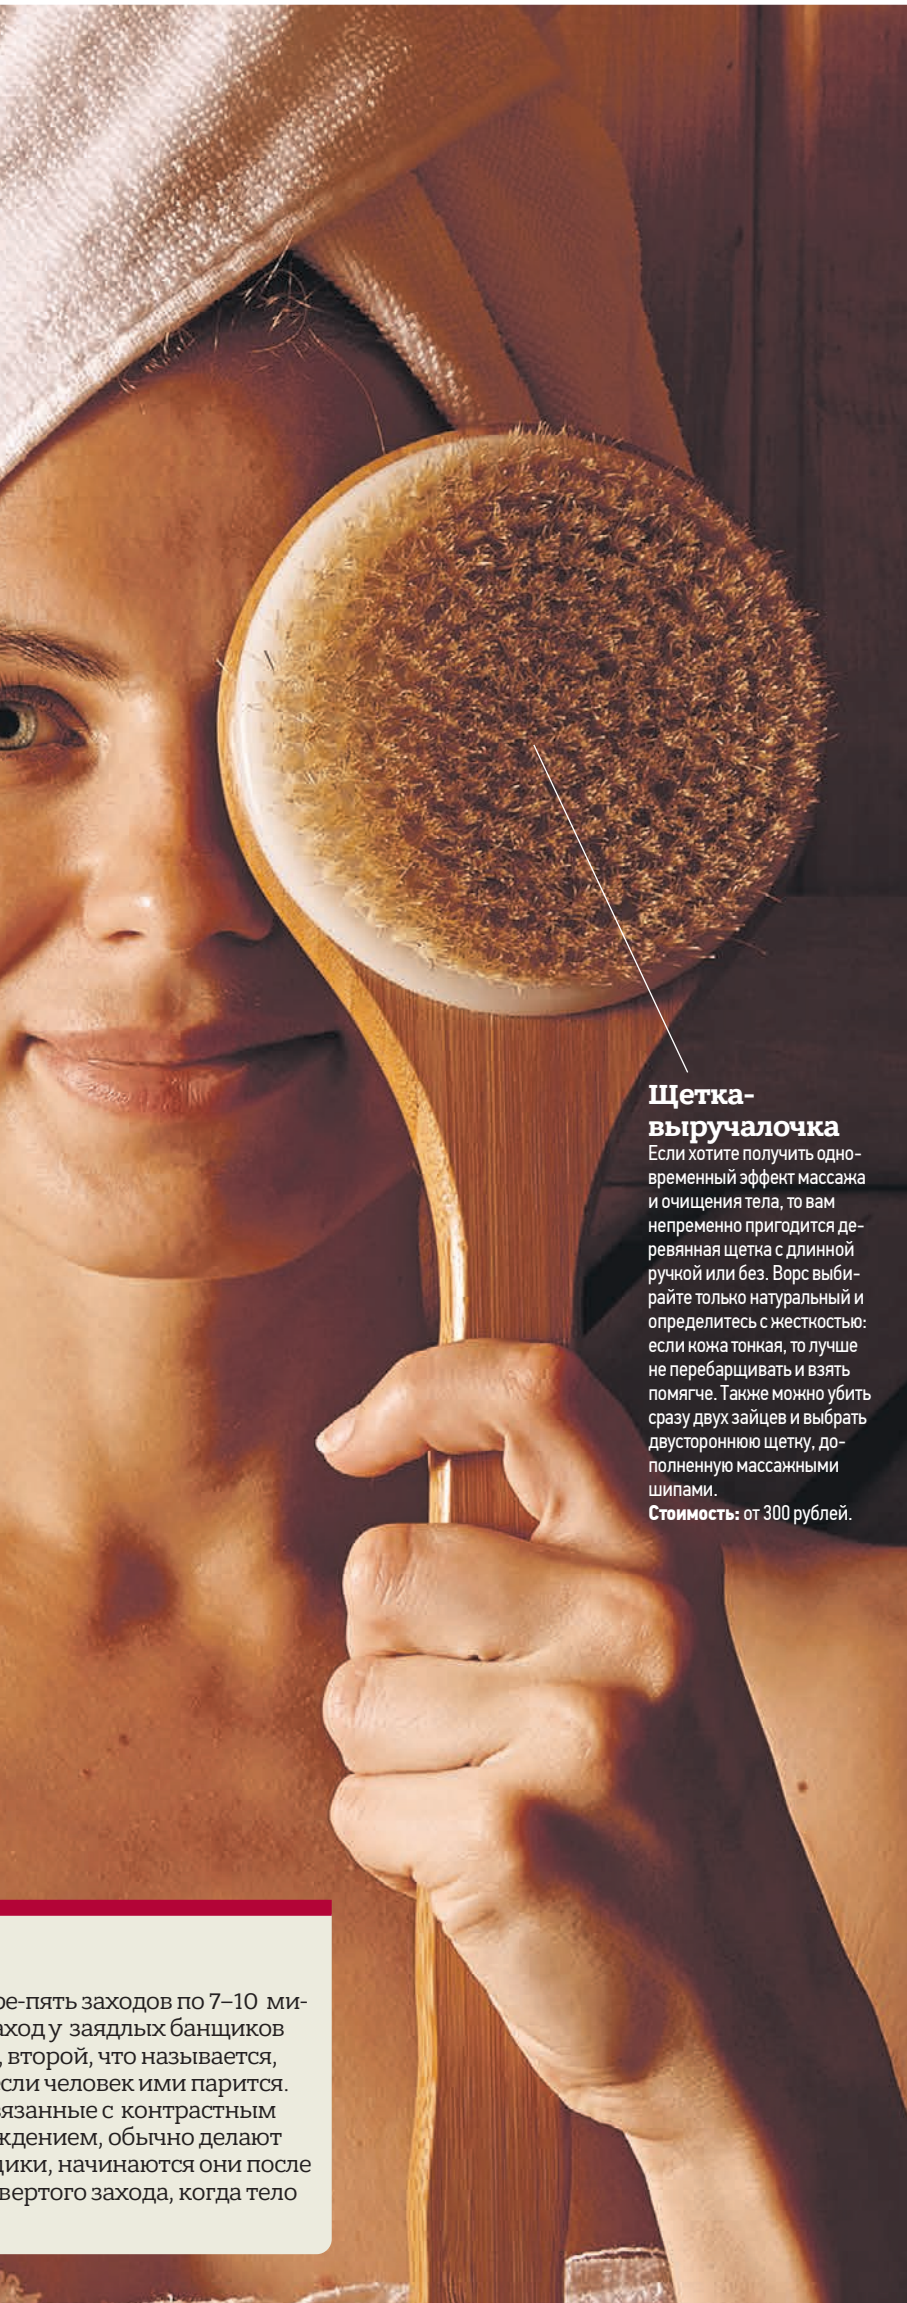 Щетка-
выручалочка
Если хотите получить одно-
временный эффект массажа
и очищения тела, то вам
непременно пригодится де-
ревянная щетка с длинной
ручкой или без. Ворс выби-
райте только натуральный и
определитесь с жесткостью:
если кожа тонкая, то лучше
не перебарщивать и взять
помягче. Также можно убить
сразу двух зайцев и выбрать
двустороннюю щетку, до-
полненную массажными
шипами.
Стоимость: от 300 рублей.
ре-пять заходов по 7–10 ми-
аход у заядлых банщиков
, второй, что называется,
если человек ими парится.
вязанные с контрастным
ждением, обычно делают
щики, начинаются они после
вертого захода, когда тело